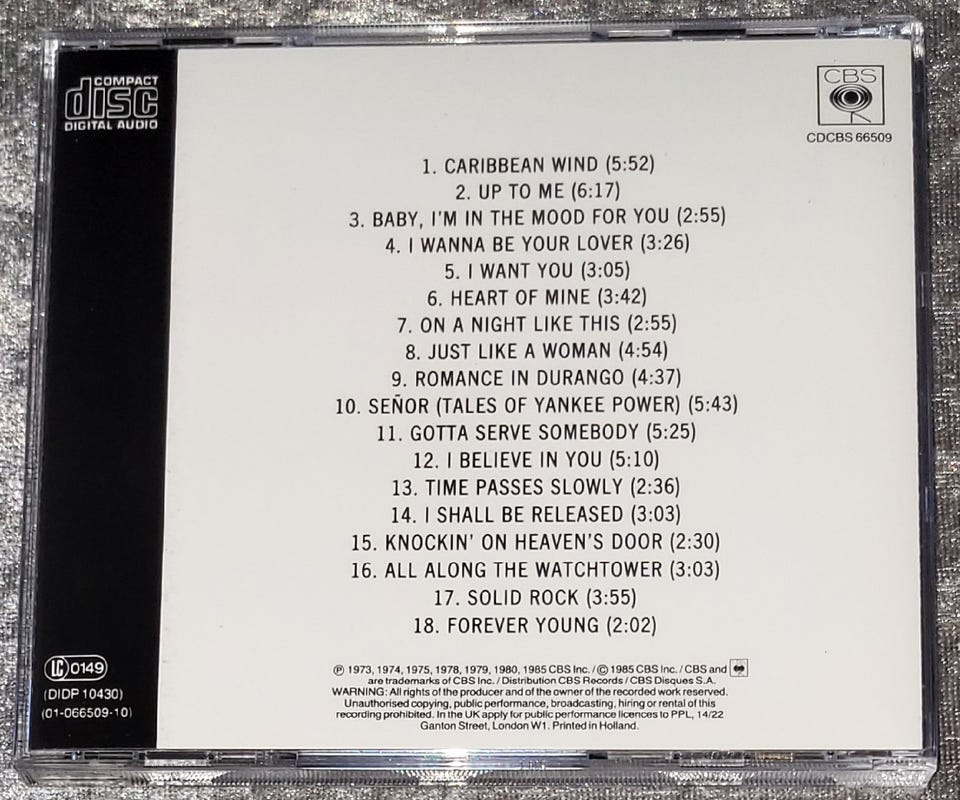 COMPACT
disc
DIGITAL AUDIO
CBS
CDCBS 66509
1. CARIBBEAN WIND (5:52)
2. UP TO ME (6:17)
3. BABY, I'M IN THE MOOD FOR YOU (2:55)
4. I WANNA BE YOUR LOVER (3:26)
5. I WANT YOU (3:05)
6. HEART OF MINE (3:42)
7. ON A NIGHT LIKE THIS (2:55)
8. JUST LIKE A WOMAN (4:54)
9. ROMANCE IN DURANGO (4:37)
10. SEÑOR (TALES OF YANKEE POWER) (5:43)
11. GOTTA SERVE SOMEBODY (5:25)
12. I BELIEVE IN YOU (5:10)
13. TIME PASSES SLOWLY (2:36)
14. I SHALL BE RELEASED (3:03)
15. KNOCKIN' ON HEAVEN'S DOOR (2:30)
16. ALL ALONG THE WATCHTOWER (3:03)
17. SOLID ROCK (3:55)
18. FOREVER YOUNG (2:02)
℗ 1973, 1974, 1975, 1978, 1979, 1980, 1985 CBS Inc. / © 1985 CBS Inc. / CBS and
are trademarks of CBS Inc. / Distribution CBS Records / CBS Disques S.A.
WARNING: All rights of the producer and of the owner of the recorded work reserved.
Unauthorised copying, public performance, broadcasting, hiring or rental of this
recording prohibited. In the UK apply for public performance licences to PPL, 14/22
Ganton Street, London W1. Printed in Holland.
LC 0149
(DIDP 10430)
(01-066509-10)